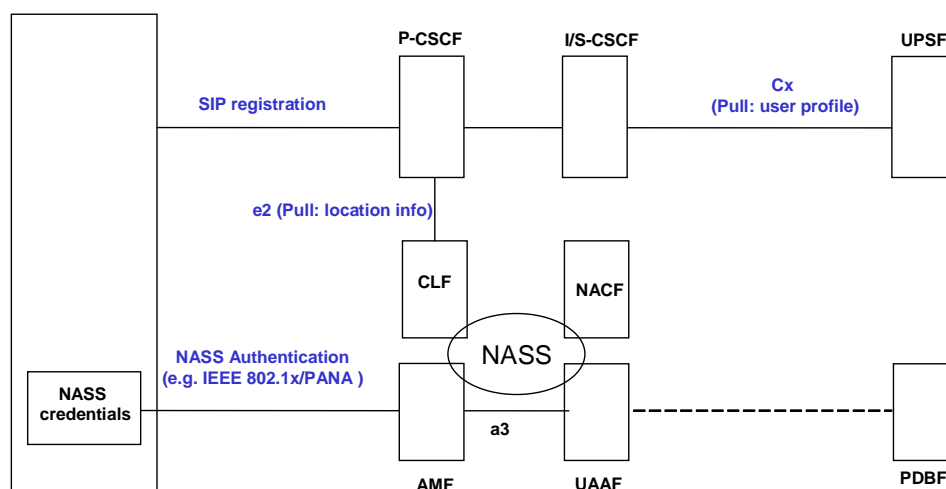 P-CSCF
I/S-CSCF
UPSF
SIP registration
Cx
(Pull: user profile)
e2 (Pull: location info)
CLF
NACF
NASS
NASS Authentication
(e.g. IEEE 802.1x/PANA )
NASS
credentials
a3
AMF
UAAF
PDBF